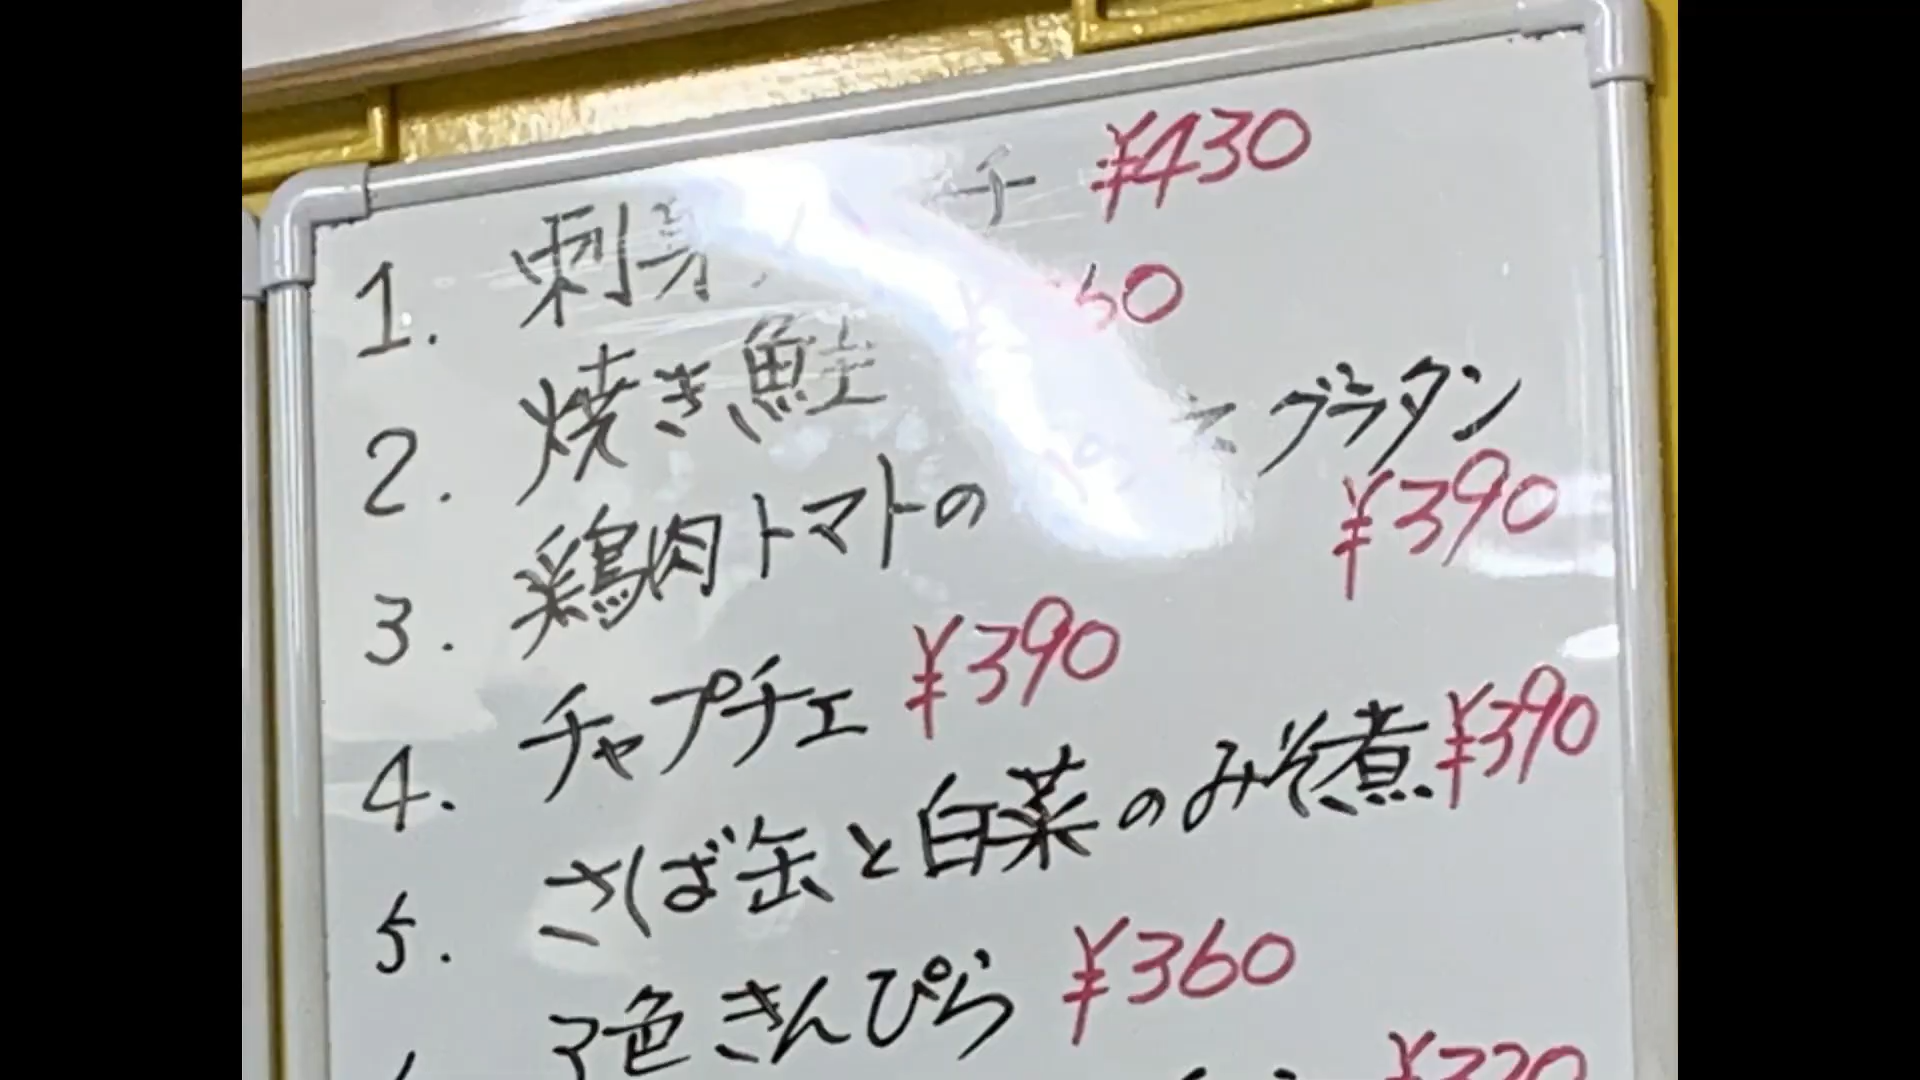 1. 刺身 チ ¥430
2. 焼き鮭 60
3. 鶏肉トマトの グラタン
¥390
4. チャプチェ ¥390
5. さば缶と白菜のみそ煮 ¥390
3色きんぴら ¥360